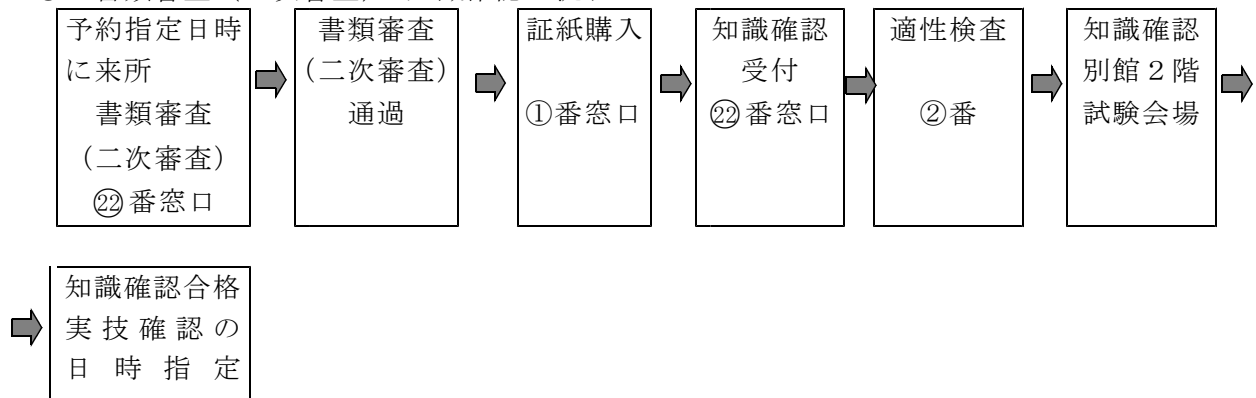 予約指定日時
に来所
書類審査
(二次審査)
㉒番窓口
書類審査
(二次審査)
通過
証紙購入
①番窓口
知識確認
受付
㉒番窓口
適性検査
②番
知識確認
別館2階
試験会場
知識確認合格
実技確認の
日時指定